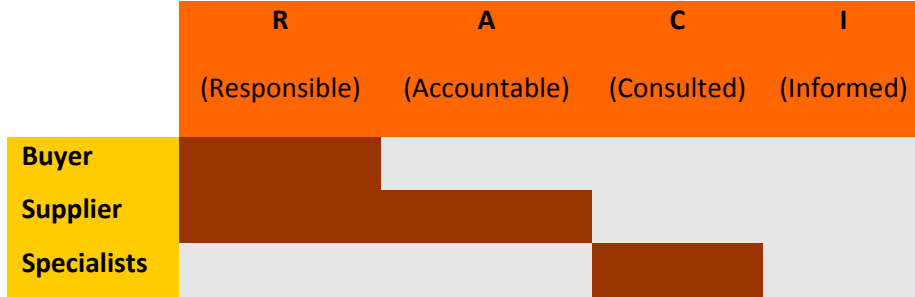 R A C I
(Responsible) (Accountable) (Consulted) (Informed)
Buyer
Supplier
Specialists